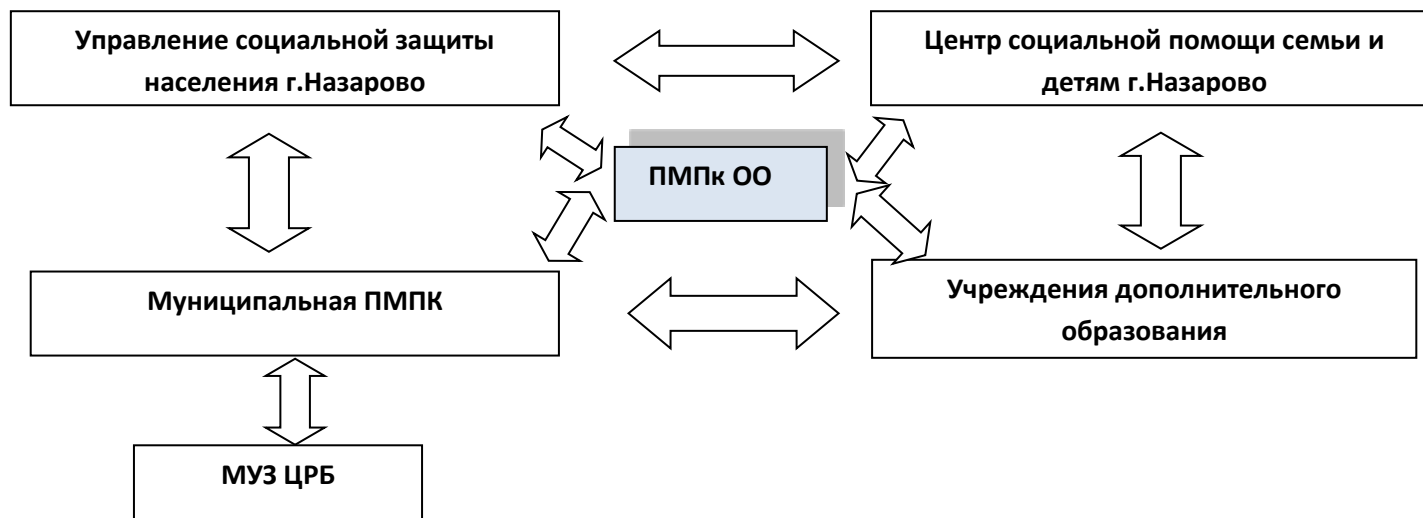 Управление социальной защиты
населения г.Назарово
Центр социальной помощи семьи и
детям г.Назарово
ПМПк ОО
Муниципальная ПМПК
Учреждения дополнительного
образования
МУЗ ЦРБ